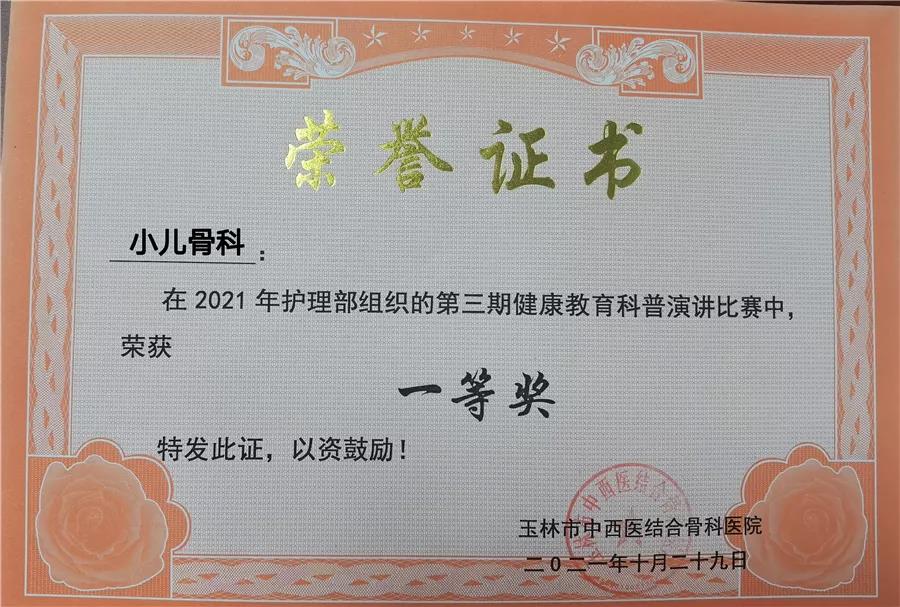 荣誉证书
小儿骨科：
在2021年护理部组织的第三期健康教育科普演讲比赛中，
荣获
一等奖
特发此证，以资鼓励！
玉林市中西医结合骨科医院
二〇二一年十月二十九日